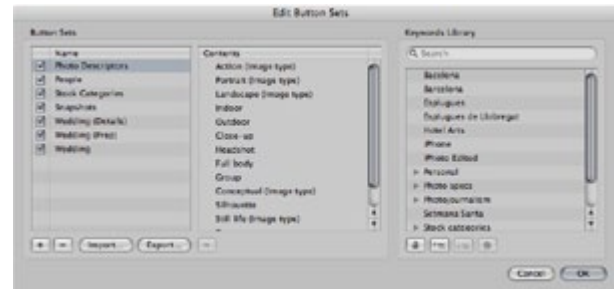 Edit Button Sets
Button Sets
Name
Photo Descriptors
People
Stock Categories
Snapshots
Wedding (Details)
Wedding (Prep)
Wedding
Import...
Export...
Contents
Action (Image type)
Portrait (Image type)
Landscape (Image type)
Indoor
Outdoor
Close-up
Headshot
Full body
Group
Conceptual (Image type)
Silhouette
Still life (Image type)
Keywords Library
Search
Barcelona
Esplugues
Esplugues de Llobregat
Hotel Arts
iPhone
Photo Edited
Personal
Photo specs
Photojournalism
Setmana Santa
Stock categories
Cancel
OK